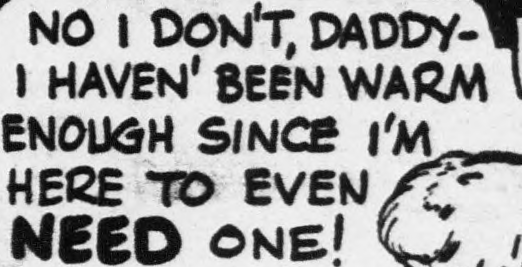 NO I DON'T, DADDY-
I HAVEN' BEEN WARM
ENOUGH SINCE I'M
HERE TO EVEN
NEED ONE!